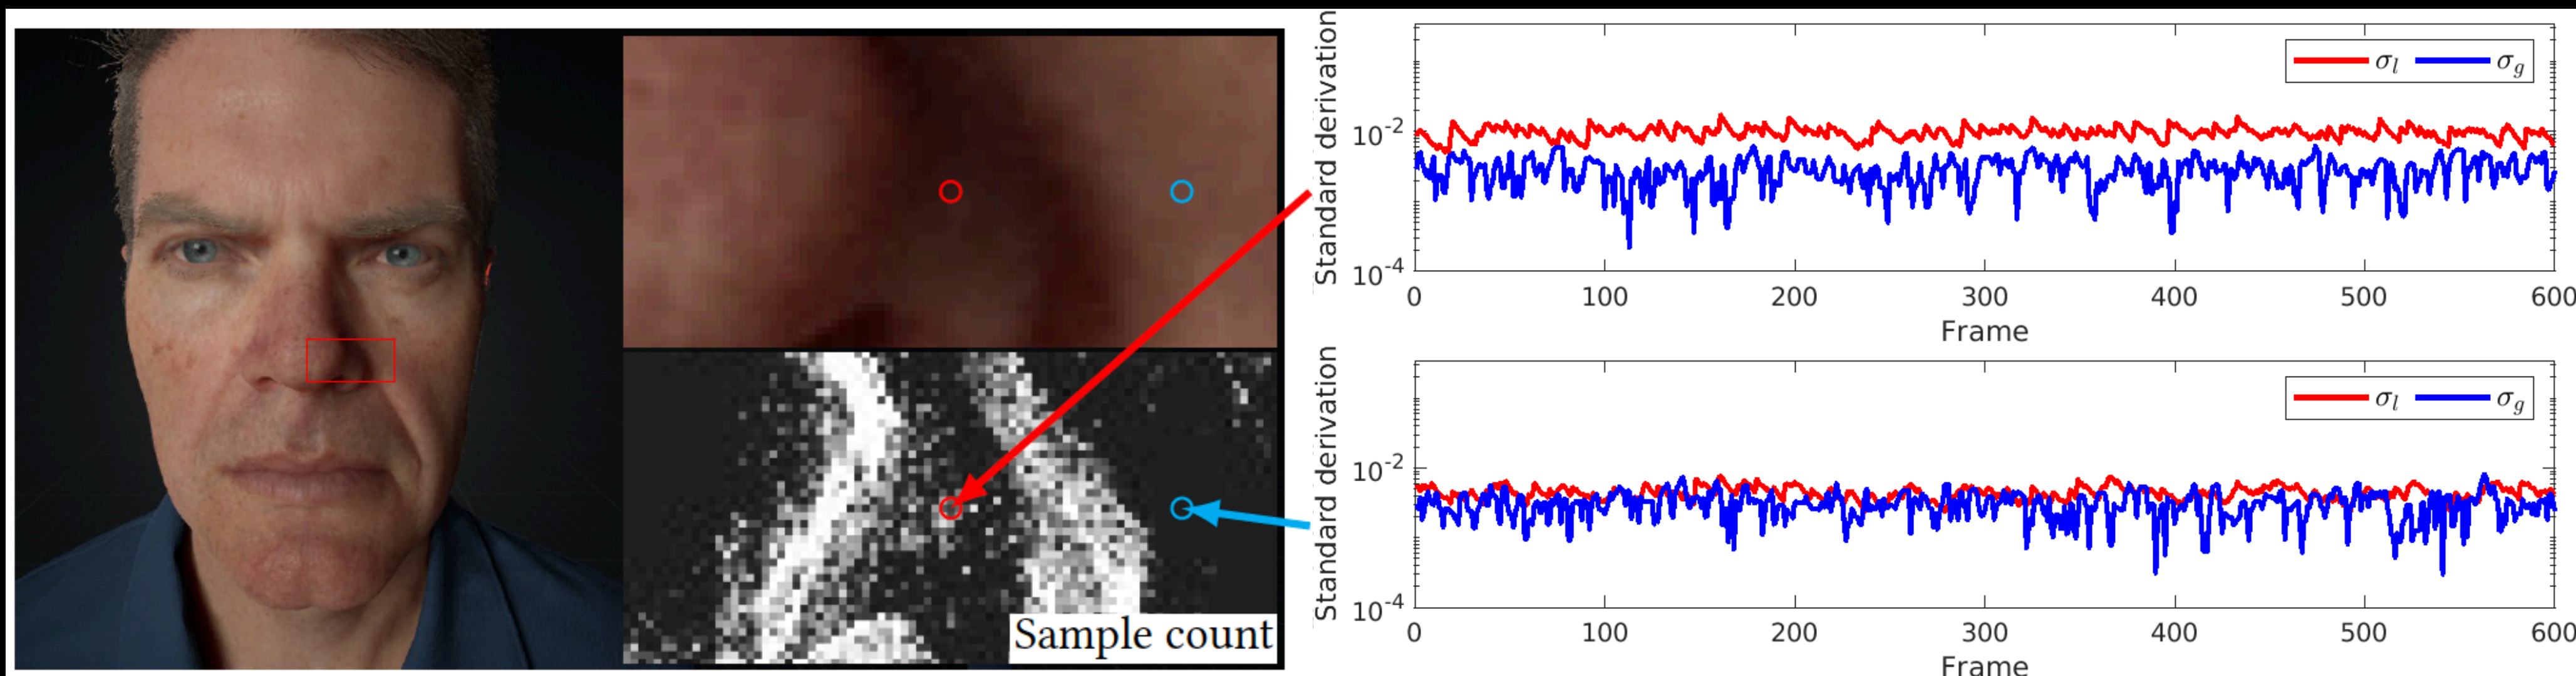 Sample count
Standard derivation
10^-2
10^-4
σ_l σ_g
0 100 200 300 400 500 600
Frame
Standard derivation
10^-2
10^-4
σ_l σ_g
0 100 200 300 400 500 600
Frame